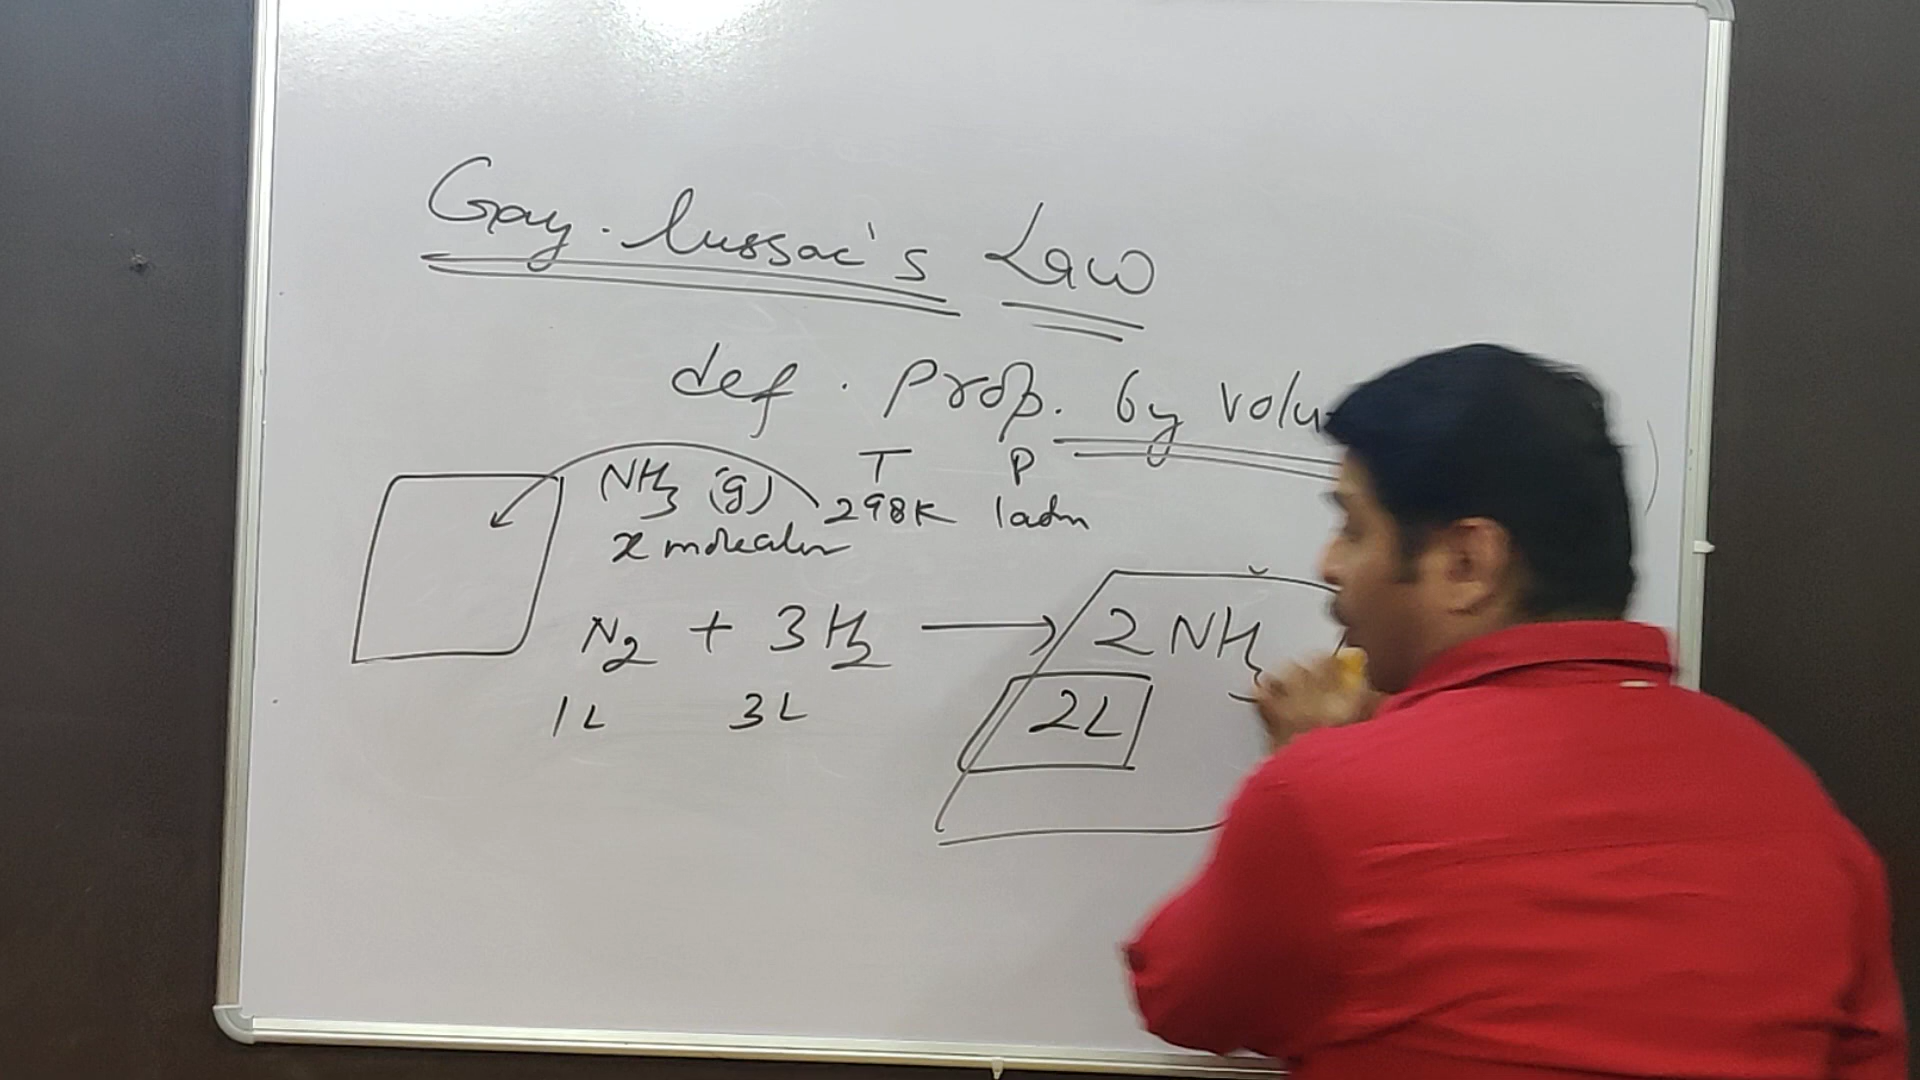 Gay-lussac's Law
def. Prop. by volu
T P
NH3 (g) 298K 1atm
x molecules
N2 + 3H2 → 2NH3
1L 3L 2L